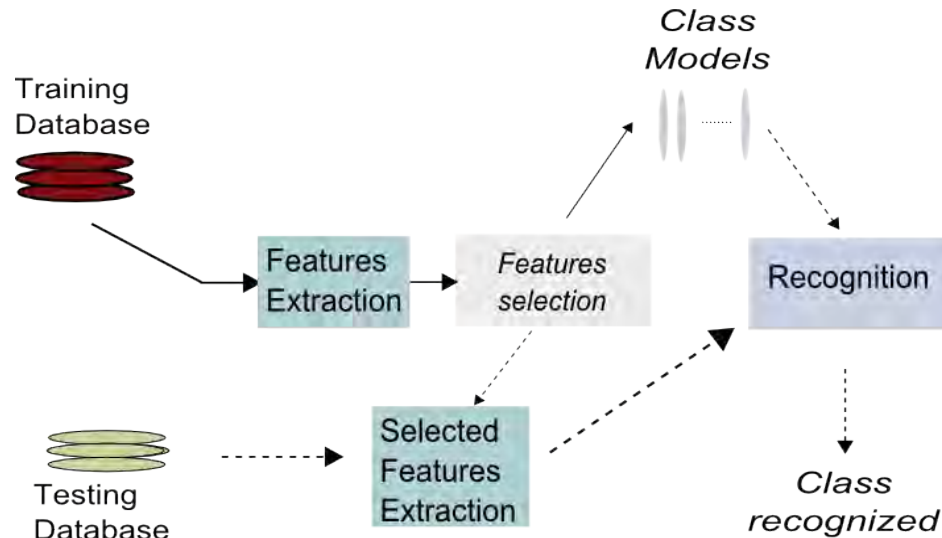 Class
Models
Training
Database
Features
Extraction
Features
selection
Recognition
Selected
Features
Extraction
Testing
Database
Class
recognized